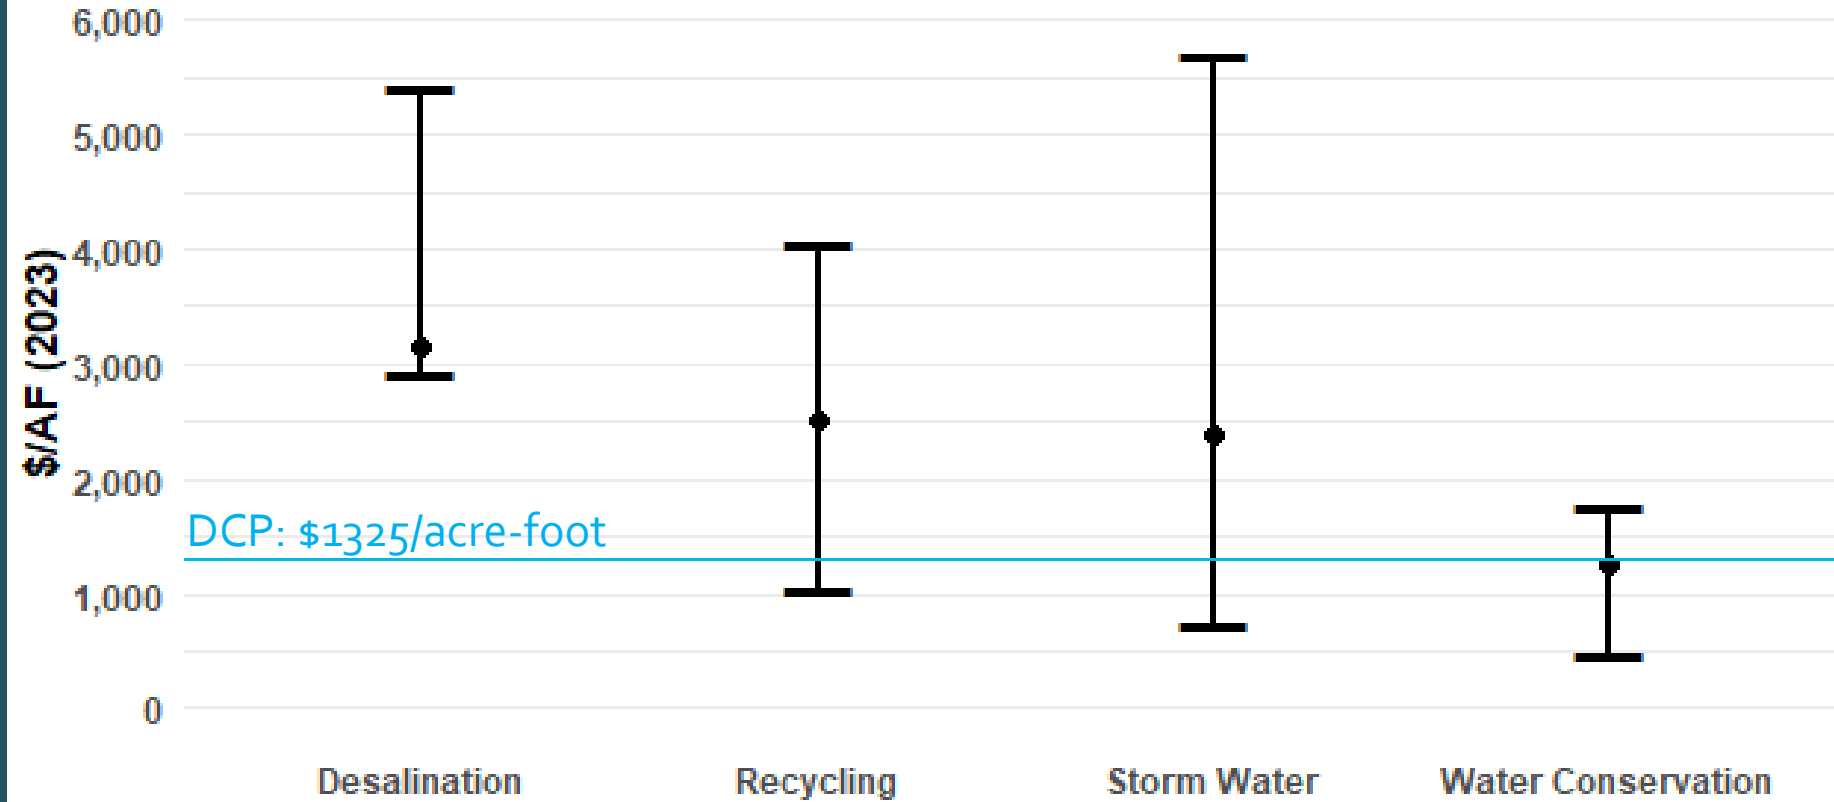 6,000
5,000
4,000
3,000
2,000
1,000
0
$/AF (2023)
DCP: $1325/acre-foot
Desalination
Recycling
Storm Water
Water Conservation